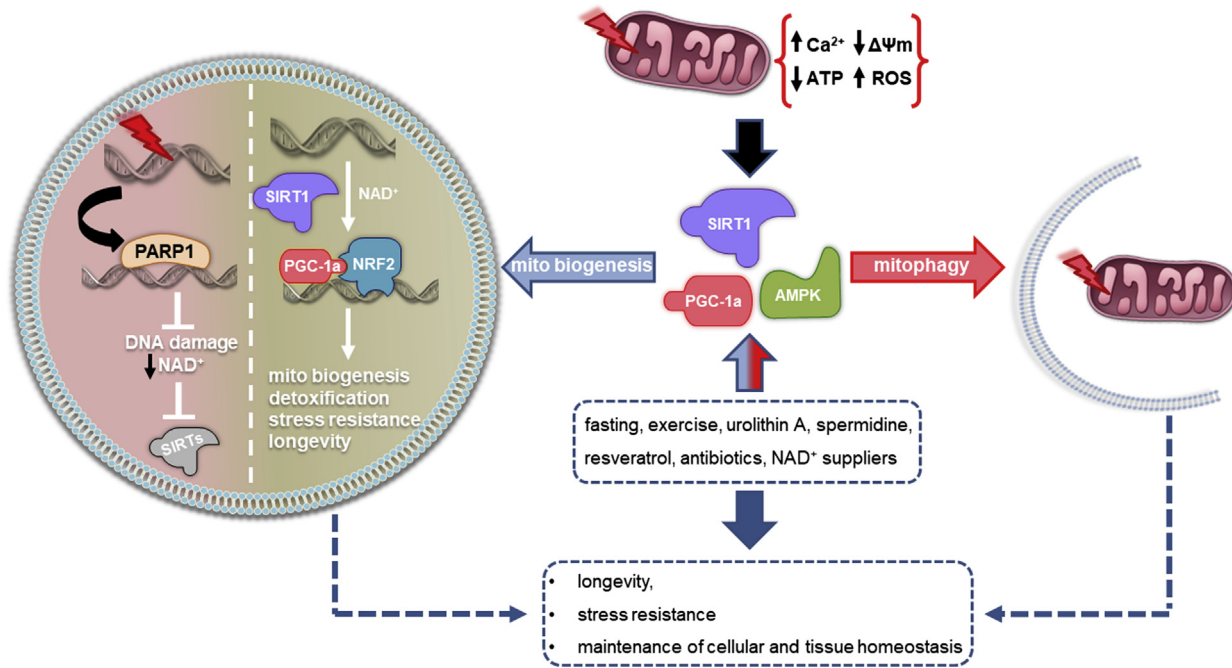 ↑ Ca²⁺ ↓ ΔΨm
↓ ATP ↑ ROS
SIRT1
NAD⁺
PGC-1a
NRF2
PARP1
DNA damage
↓ NAD⁺
SIRTs
mito biogenesis
detoxification
stress resistance
longevity
mito biogenesis
SIRT1
PGC-1a
AMPK
mitophagy
fasting, exercise, urolithin A, spermidine,
resveratrol, antibiotics, NAD⁺ suppliers
• longevity,
• stress resistance
• maintenance of cellular and tissue homeostasis